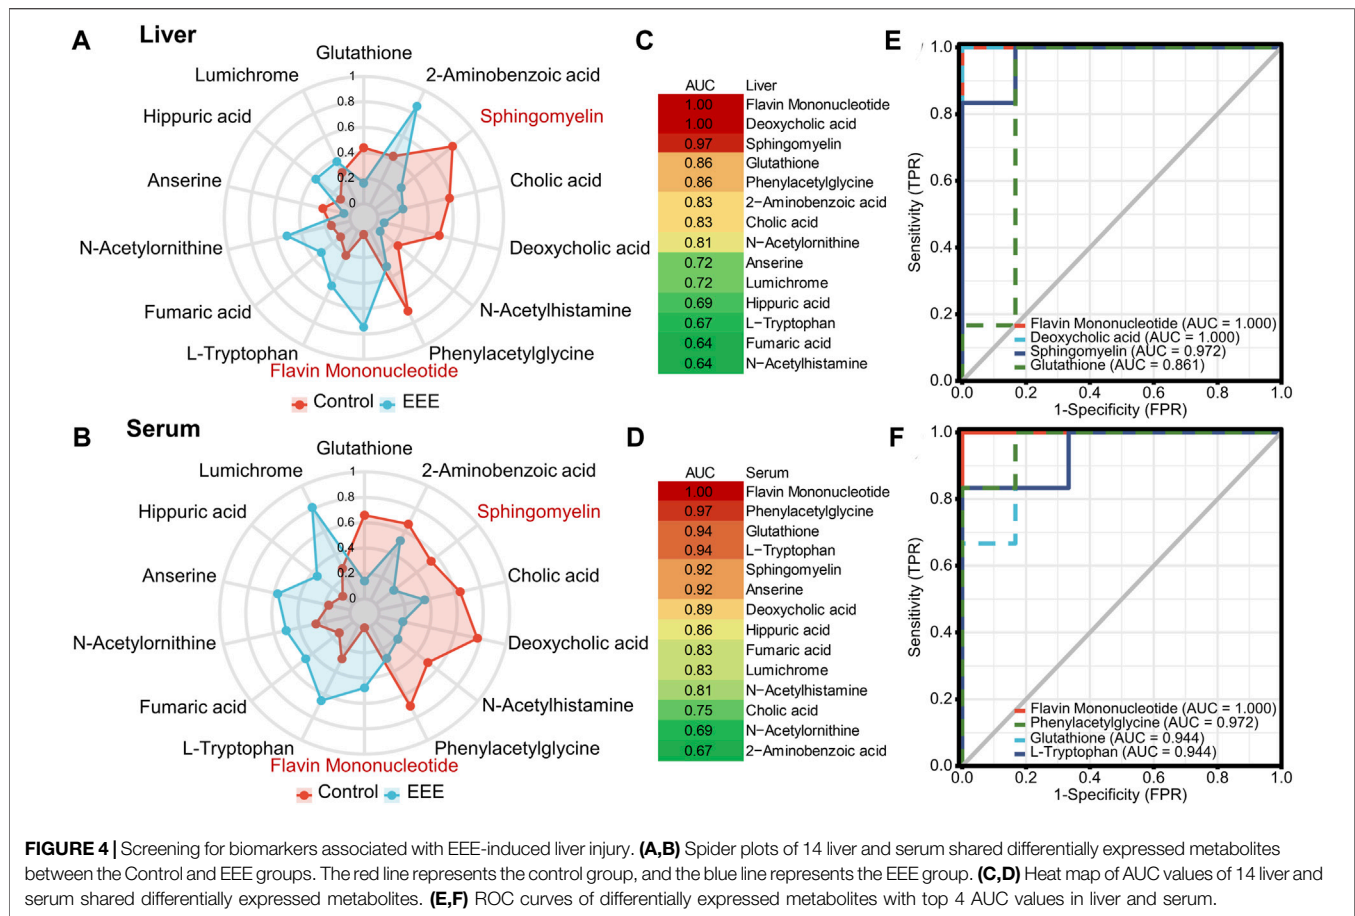 A Liver
Glutathione
2-Aminobenzoic acid
Sphingomyelin
Cholic acid
Deoxycholic acid
N-Acetylhistamine
Phenylacetylglycine
Flavin Mononucleotide
L-Tryptophan
Fumaric acid
N-Acetylornithine
Anserine
Hippuric acid
Lumichrome
1
0.8
0.6
0.4
0.2
0
Control EEE
C
AUC Liver
1.00 Flavin Mononucleotide
1.00 Deoxycholic acid
0.97 Sphingomyelin
0.86 Glutathione
0.86 Phenylacetylglycine
0.83 2−Aminobenzoic acid
0.83 Cholic acid
0.81 N−Acetylornithine
0.72 Anserine
0.72 Lumichrome
0.69 Hippuric acid
0.67 L−Tryptophan
0.64 Fumaric acid
0.64 N−Acetylhistamine
E
Sensitivity (TPR)
1.0
0.8
0.6
0.4
0.2
0.0
Flavin Mononucleotide (AUC = 1.000)
Deoxycholic acid (AUC = 1.000)
Sphingomyelin (AUC = 0.972)
Glutathione (AUC = 0.861)
0.0 0.2 0.4 0.6 0.8 1.0
1-Specificity (FPR)
B Serum
Glutathione
2-Aminobenzoic acid
Sphingomyelin
Cholic acid
Deoxycholic acid
N-Acetylhistamine
Phenylacetylglycine
Flavin Mononucleotide
L-Tryptophan
Fumaric acid
N-Acetylornithine
Anserine
Hippuric acid
Lumichrome
1
0.8
0.6
0.4
0.2
0
Control EEE
D
AUC Serum
1.00 Flavin Mononucleotide
0.97 Phenylacetylglycine
0.94 Glutathione
0.94 L−Tryptophan
0.92 Sphingomyelin
0.92 Anserine
0.89 Deoxycholic acid
0.86 Hippuric acid
0.83 Fumaric acid
0.83 Lumichrome
0.81 N−Acetylhistamine
0.75 Cholic acid
0.69 N−Acetylornithine
0.67 2−Aminobenzoic acid
F
Sensitivity (TPR)
1.0
0.8
0.6
0.4
0.2
0.0
Flavin Mononucleotide (AUC = 1.000)
Phenylacetylglycine (AUC = 0.972)
Glutathione (AUC = 0.944)
L-Tryptophan (AUC = 0.944)
0.0 0.2 0.4 0.6 0.8 1.0
1-Specificity (FPR)
FIGURE 4 | Screening for biomarkers associated with EEE-induced liver injury. (A,B) Spider plots of 14 liver and serum shared differentially expressed metabolites
between the Control and EEE groups. The red line represents the control group, and the blue line represents the EEE group. (C,D) Heat map of AUC values of 14 liver and
serum shared differentially expressed metabolites. (E,F) ROC curves of differentially expressed metabolites with top 4 AUC values in liver and serum.